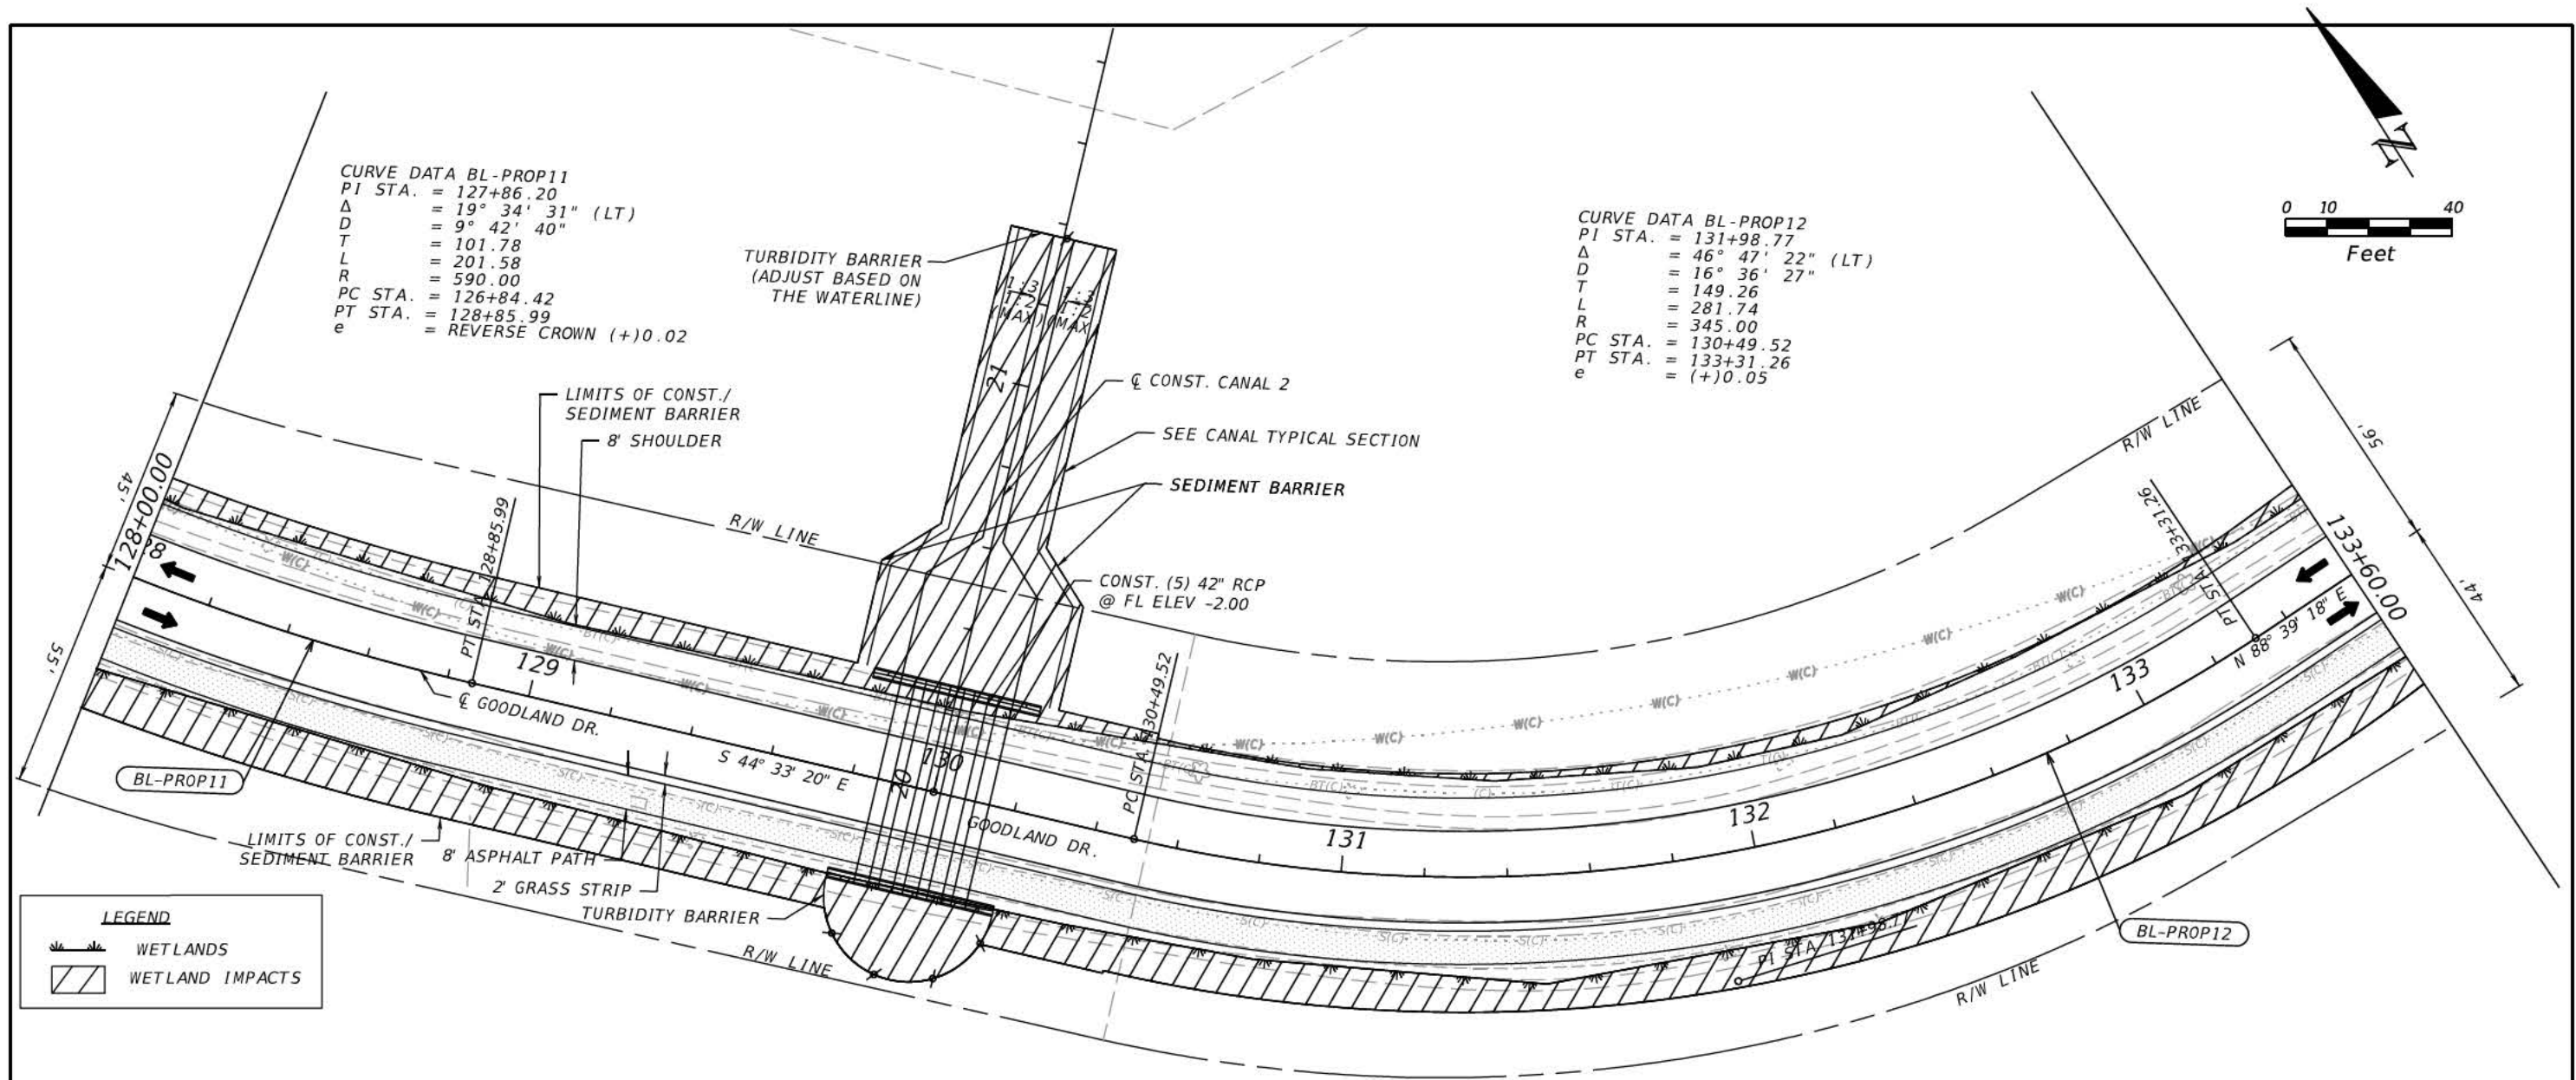 CURVE DATA BL-PROP11
PI STA. = 127+86.20
Δ = 19° 34' 31" (LT)
D = 9° 42' 40"
T = 101.78
L = 201.58
R = 590.00
PC STA. = 126+84.42
PT STA. = 128+85.99
e = REVERSE CROWN (+)0.02
TURBIDITY BARRIER
(ADJUST BASED ON
THE WATERLINE)
CURVE DATA BL-PROP12
PI STA. = 131+98.77
Δ = 46° 47' 22" (LT)
D = 16° 36' 27"
T = 149.26
L = 281.74
R = 345.00
PC STA. = 130+49.52
PT STA. = 133+31.26
e = (+)0.05
N
0 10 40
Feet
1:3
1:2
(MAX)
1:3
1:2
(MAX)
21
℄ CONST. CANAL 2
SEE CANAL TYPICAL SECTION
SEDIMENT BARRIER
LIMITS OF CONST./
SEDIMENT BARRIER
8' SHOULDER
R/W LINE
R/W LINE
45'
55'
128+00.00
56'
44'
133+60.00
PT STA. 128+85.99
PT STA. 133+31.26
CONST. (5) 42" RCP
@ FL ELEV -2.00
W(C)
W(C)
W(C)
W(C)
W(C)
W(C)
W(C)
W(C)
W(C)
W(C)
W(C)
W(C)
W(C)
W(C)
129
℄ GOODLAND DR.
S 44° 33' 20" E
130
20
GOODLAND DR.
PC STA. 130+49.52
131
132
133
N 88° 39' 18" E
BL-PROP11
BL-PROP12
LIMITS OF CONST./
SEDIMENT BARRIER
8' ASPHALT PATH
2' GRASS STRIP
TURBIDITY BARRIER
R/W LINE
R/W LINE
PI STA. 131+98.77
LEGEND
WETLANDS
WETLAND IMPACTS